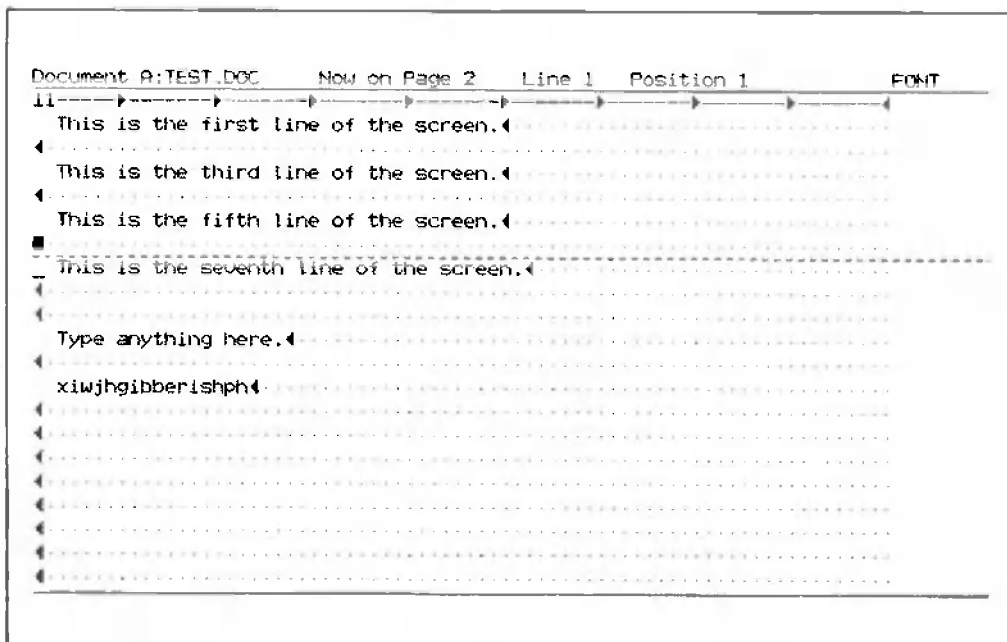 Document A:TEST.DOC Now on Page 2 Line 1 Position 1 FONT
11
This is the first line of the screen.
This is the third line of the screen.
This is the fifth line of the screen.
This is the seventh line of the screen.
Type anything here.
xiwjhgibberishph